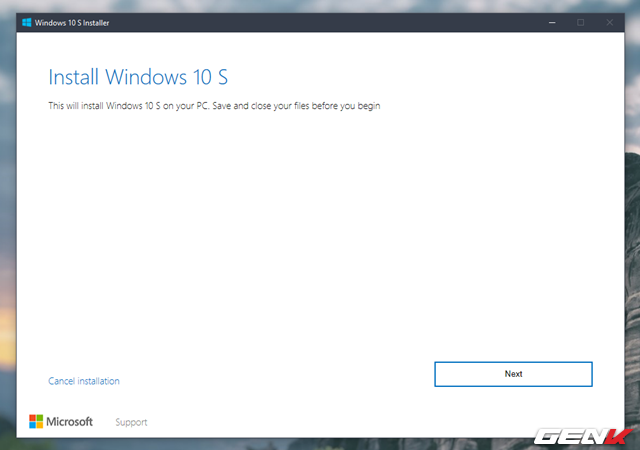 Windows 10 S Installer
Install Windows 10 S
This will install Windows 10 S on your PC. Save and close your files before you begin
Cancel installation
Next
Microsoft
Support
GENK